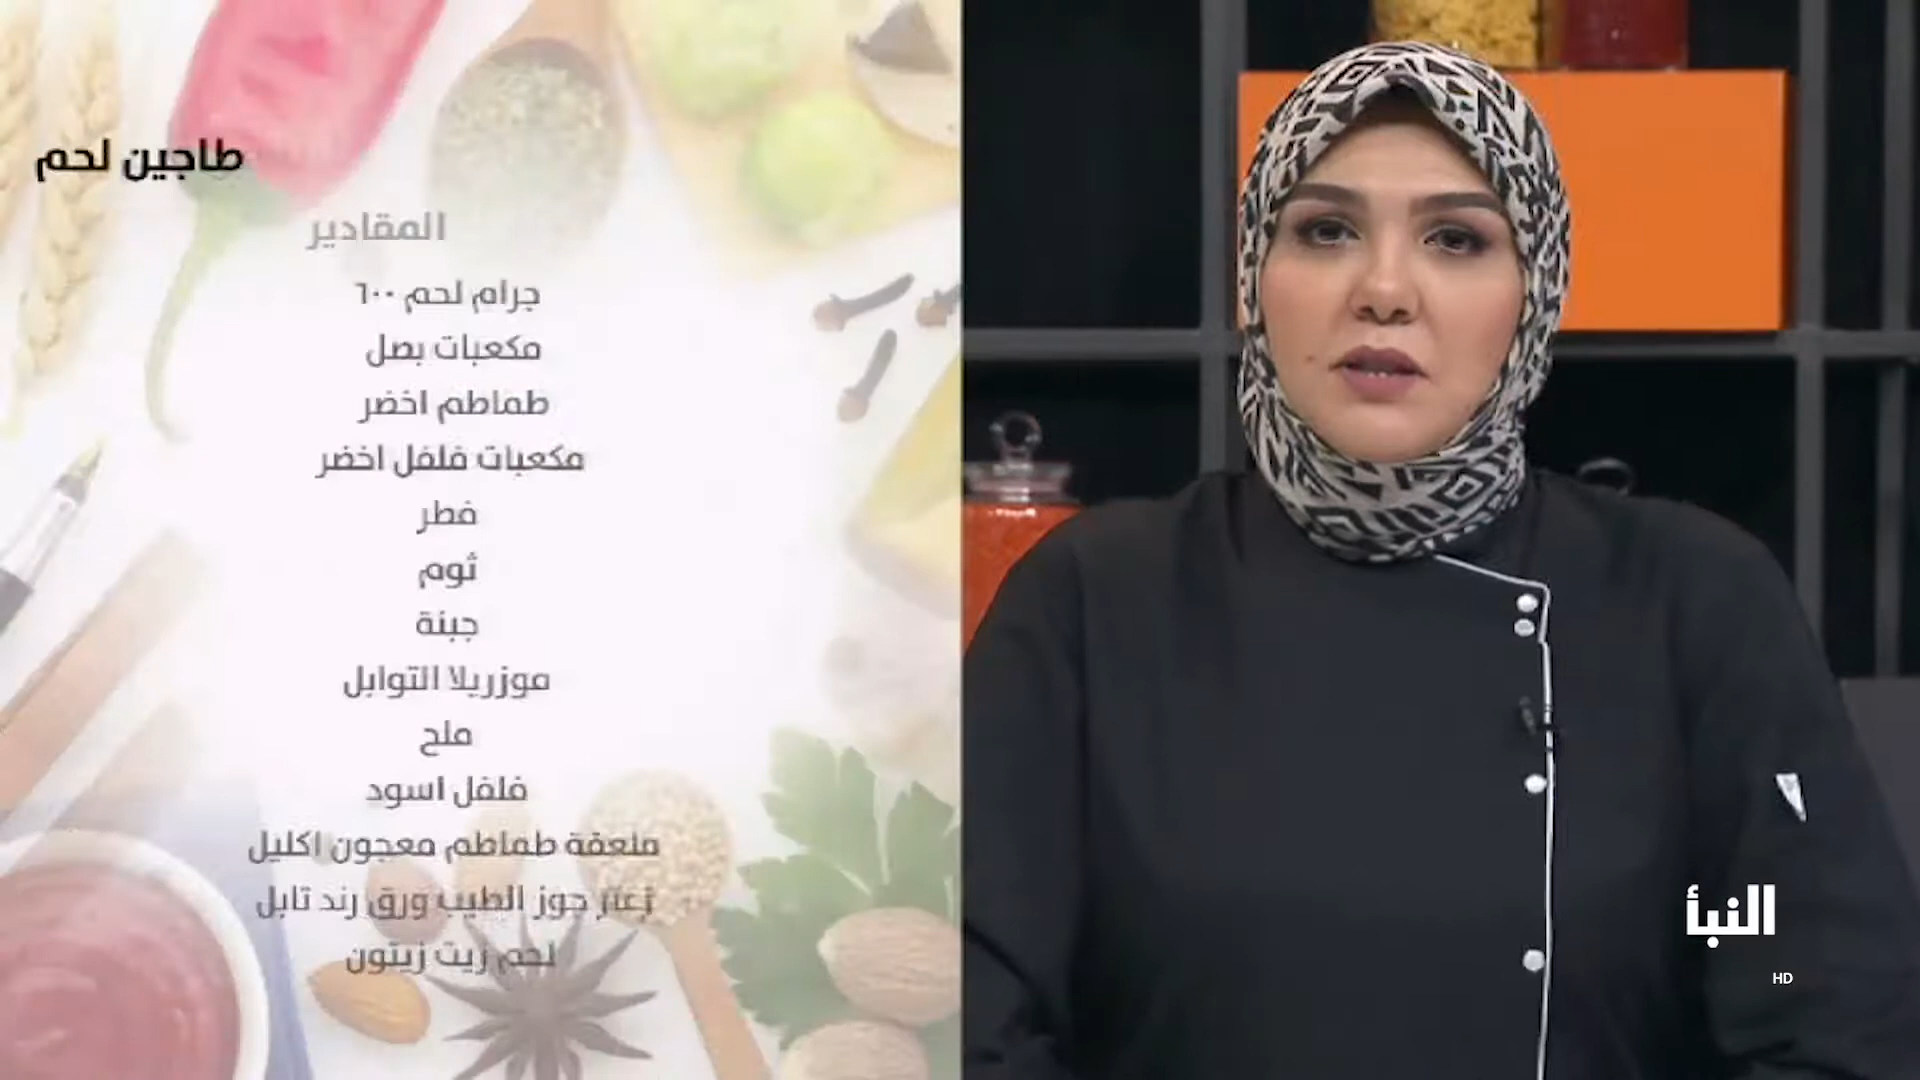 طاجين لحم
المقادير
جرام لحم ٦٠٠
مكعبات بصل
طماطم اخضر
مكعبات فلفل اخضر
فطر
ثوم
جبنة
موزريلا التوابل
ملح
فلفل اسود
ملعقة طماطم معجون اكليل
زعتر جوز الطيب ورق رند تابل
لحم زيت زيتون
النبأ
HD